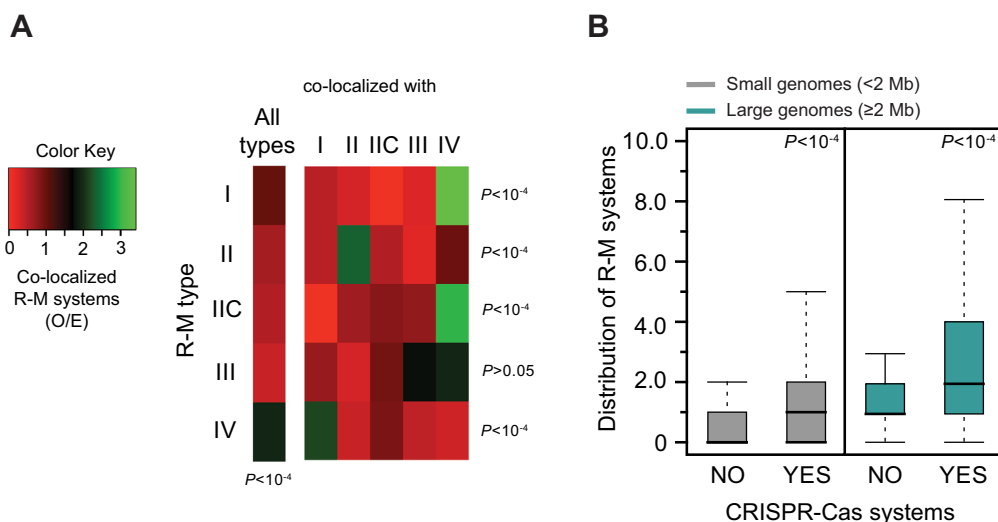 A
co-localized with
All
types
I II IIC III IV
Color Key
0 1 2 3
Co-localized
R-M systems
(O/E)
R-M type
I
P<10-4
II
P<10-4
IIC
P<10-4
III
P>0.05
IV
P<10-4
P<10-4
B
Small genomes (<2 Mb)
Large genomes (≥2 Mb)
P<10-4 P<10-4
Distribution of R-M systems
10.0
8.0
6.0
4.0
2.0
0
NO YES NO YES
CRISPR-Cas systems